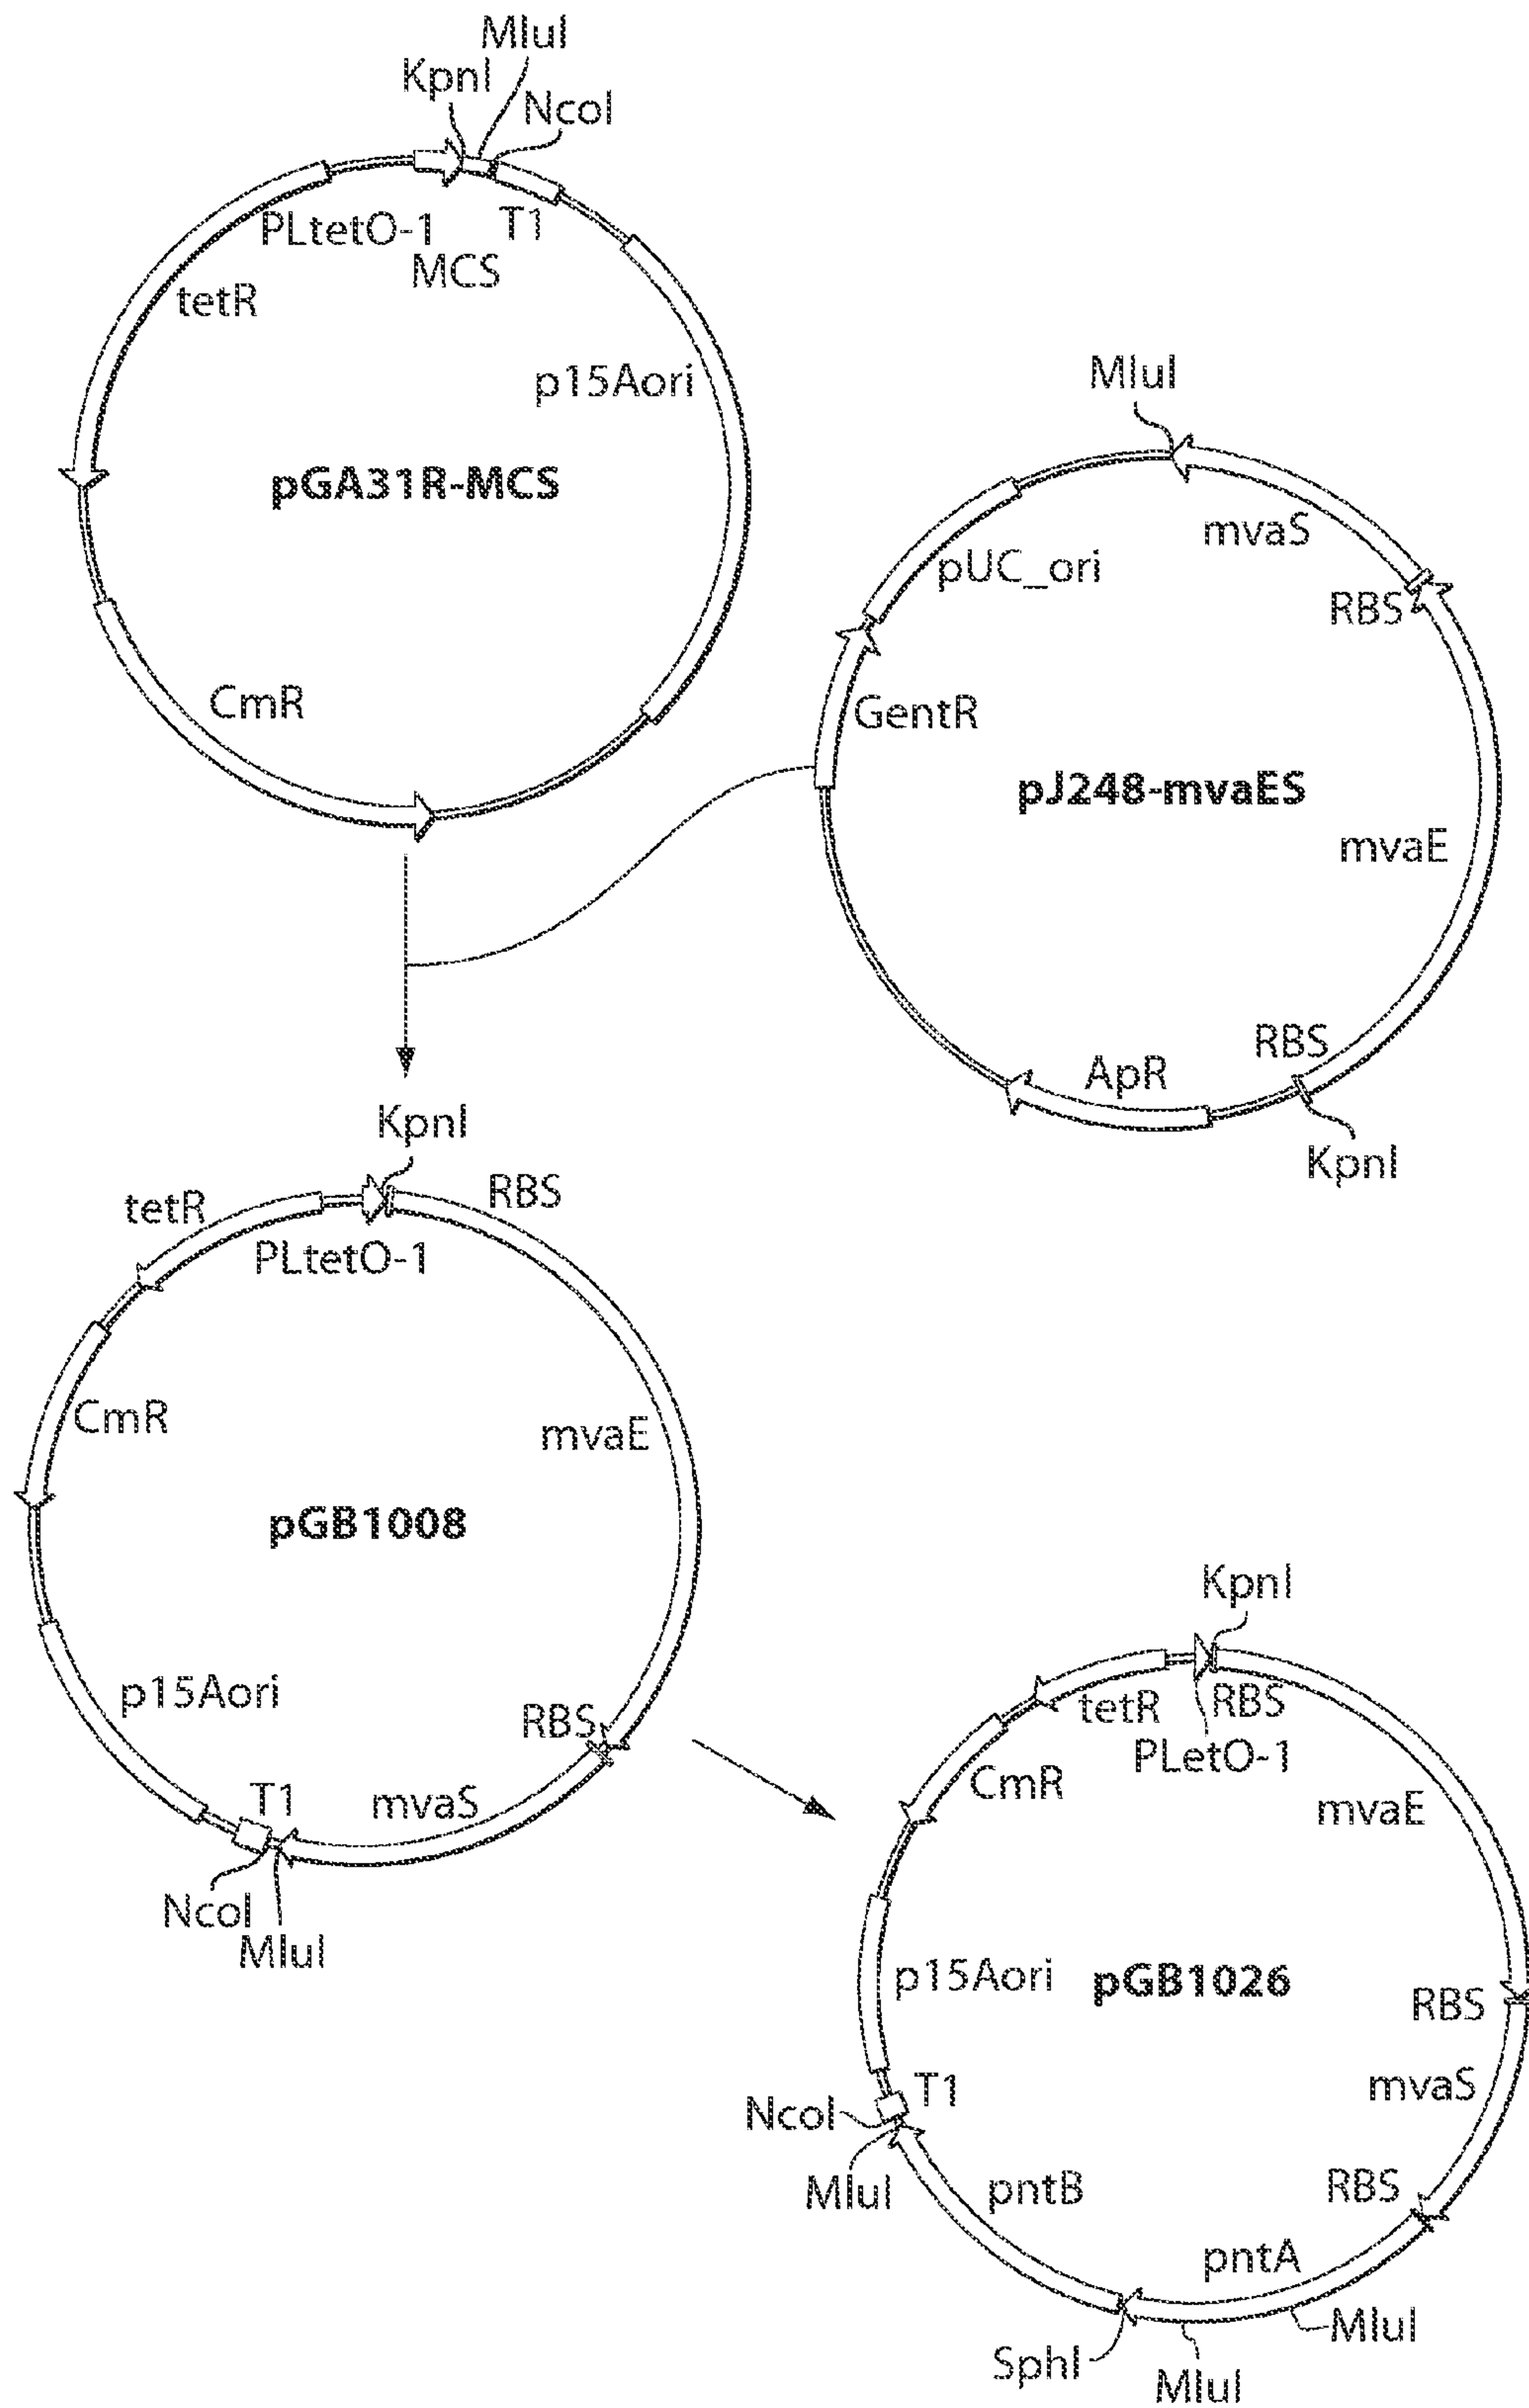 MluI
KpnI
NcoI
PLtetO-1
T1
MCS
tetR
p15Aori
pGA31R-MCS
CmR
MluI
mvaS
pUC_ori
RBS
GentR
pJ248-mvaES
mvaE
RBS
ApR
KpnI
KpnI
RBS
tetR
PLtetO-1
CmR
mvaE
pGB1008
p15Aori
RBS
T1
mvaS
NcoI
MluI
KpnI
tetR
RBS
PLetO-1
CmR
mvaE
p15Aori
pGB1026
RBS
T1
mvaS
NcoI
MluI
pntB
RBS
pntA
MluI
SphI
MluI